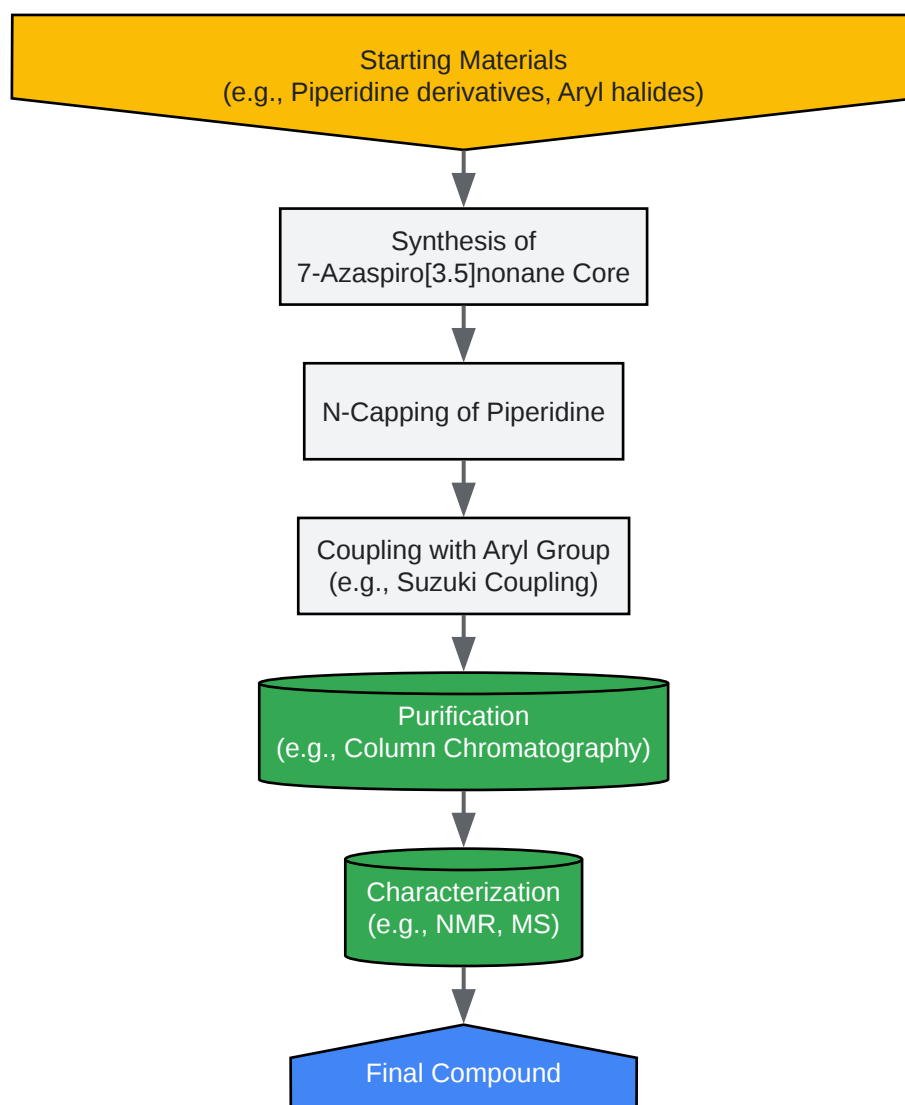 Starting Materials
(e.g., Piperidine derivatives, Aryl halides)
Synthesis of
7-Azaspiro[3.5]nonane Core
N-Capping of Piperidine
Coupling with Aryl Group
(e.g., Suzuki Coupling)
Purification
(e.g., Column Chromatography)
Characterization
(e.g., NMR, MS)
Final Compound